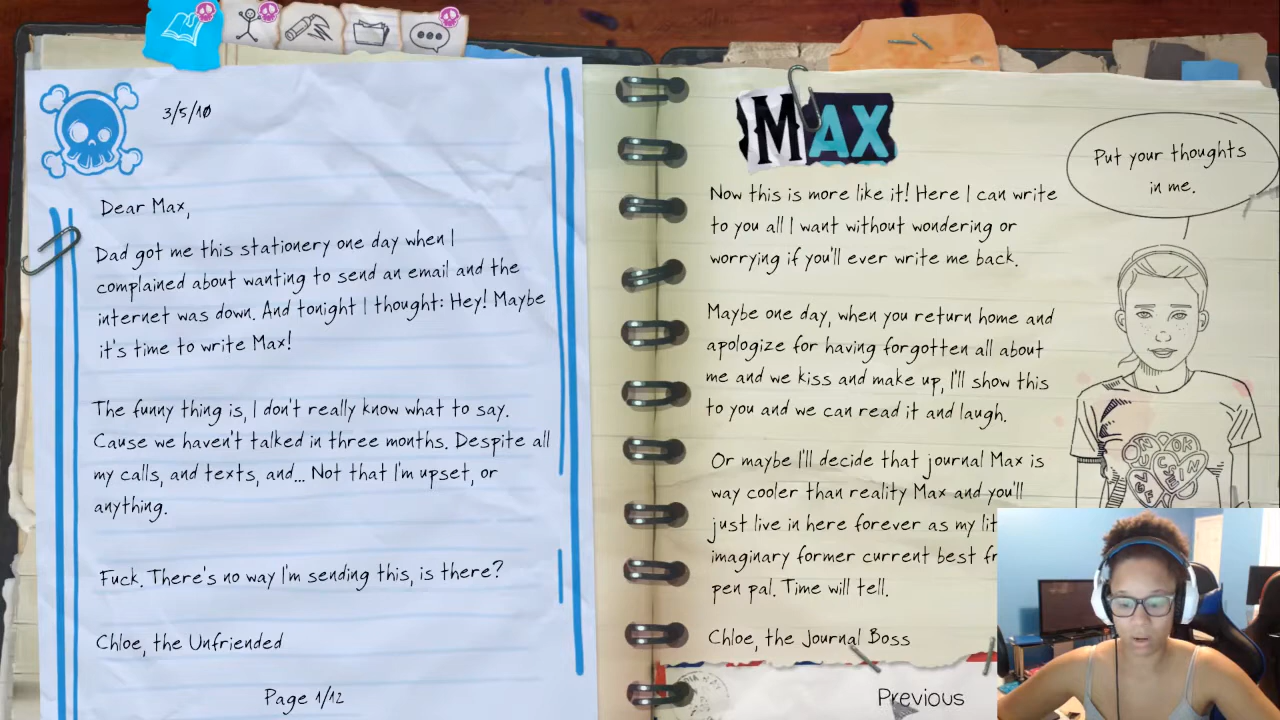 3/5/10
Dear Max,
Dad got me this stationery one day when I
complained about wanting to send an email and the
internet was down. And tonight I thought: Hey! Maybe
it's time to write Max!
The funny thing is, I don't really know what to say.
Cause we haven't talked in three months. Despite all
my calls, and texts, and... Not that I'm upset, or
anything.
Fuck. There's no way I'm sending this, is there?
Chloe, the Unfriended
Page 1/12
MAX
Now this is more like it! Here I can write
to you all I want without wondering or
worrying if you'll ever write me back.
Maybe one day, when you return home and
apologize for having forgotten all about
me and we kiss and make up, I'll show this
to you and we can read it and laugh.
Or maybe I'll decide that journal Max is
way cooler than reality Max and you'll
just live in here forever as my lit
imaginary former current best fr
pen pal. Time will tell.
Chloe, the Journal Boss
Previous
Put your thoughts
in me.